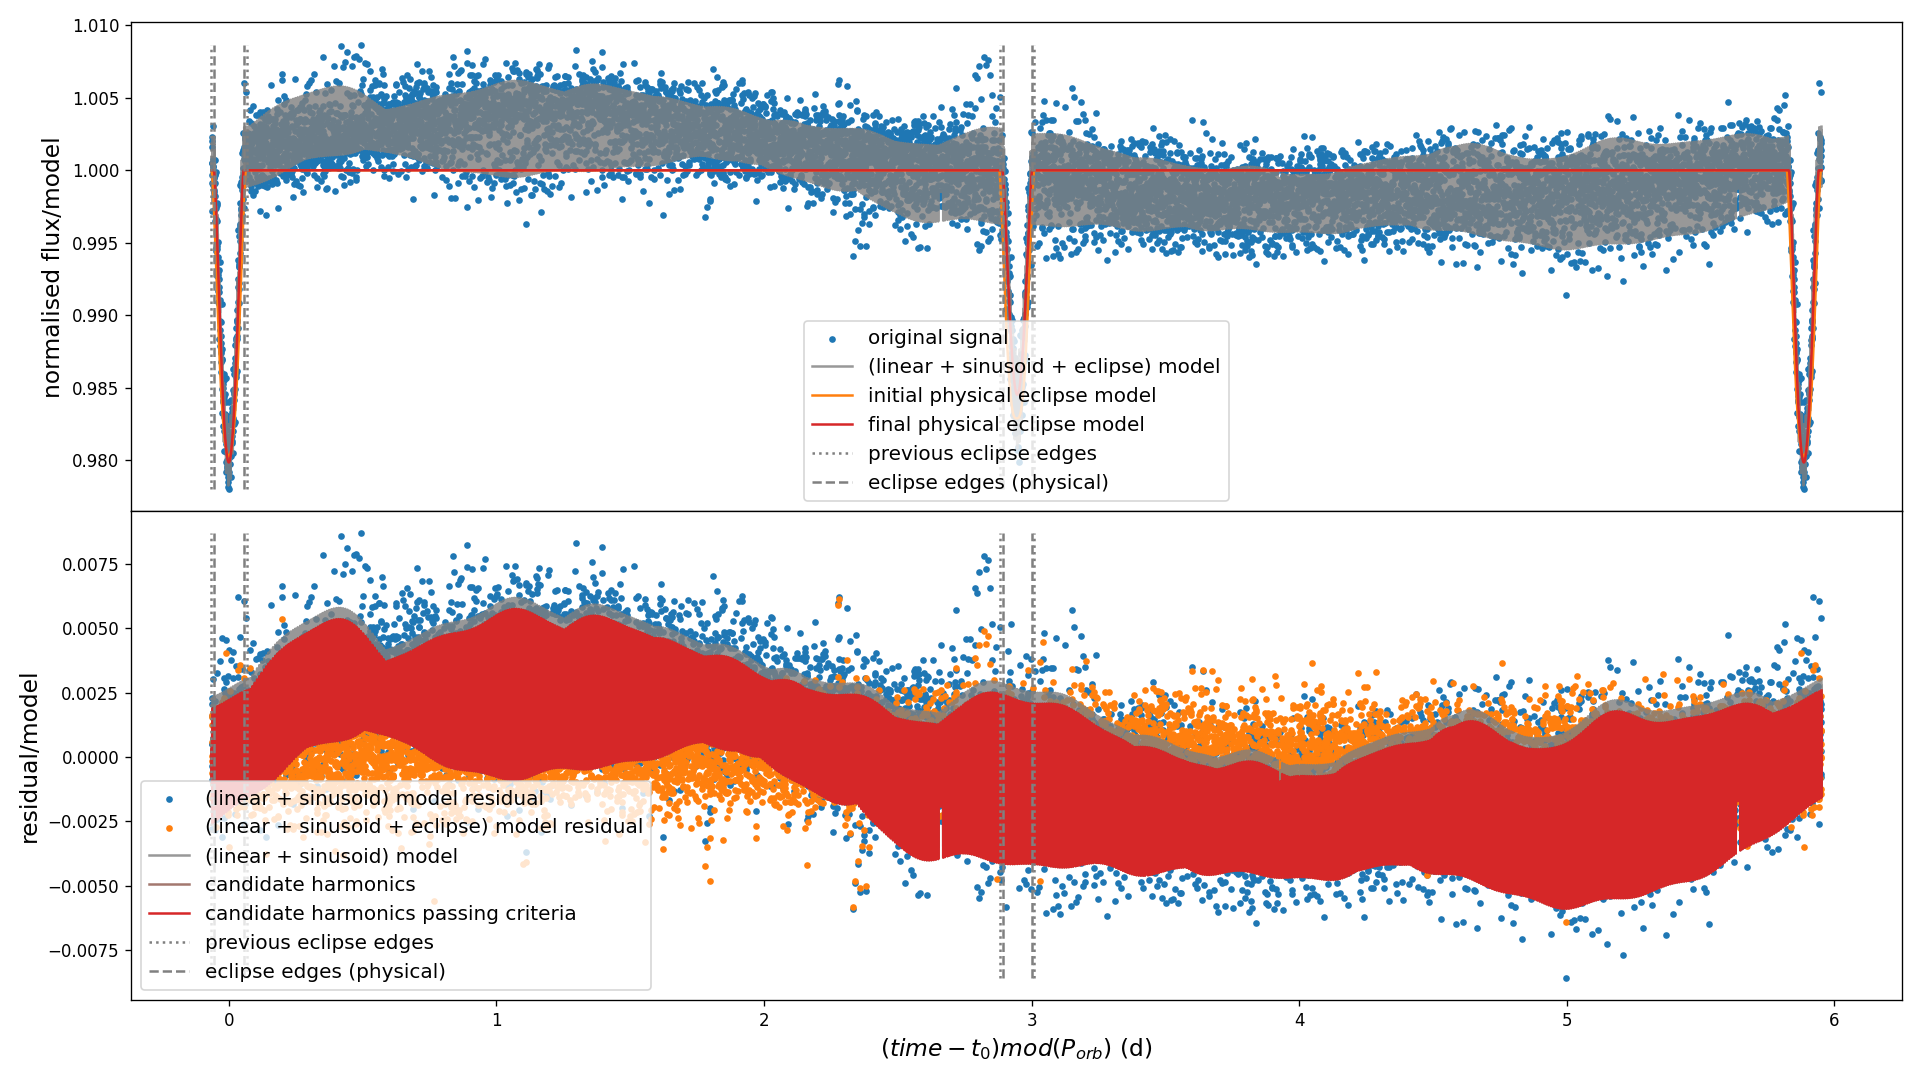 1.010
1.005
1.000
0.995
0.990
0.985
0.980
normalised flux/model
original signal
(linear + sinusoid + eclipse) model
initial physical eclipse model
final physical eclipse model
previous eclipse edges
eclipse edges (physical)
0.0075
0.0050
0.0025
0.0000
−0.0025
−0.0050
−0.0075
residual/model
(linear + sinusoid) model residual
(linear + sinusoid + eclipse) model residual
(linear + sinusoid) model
candidate harmonics
candidate harmonics passing criteria
previous eclipse edges
eclipse edges (physical)
0 1 2 3 4 5 6
(time − t₀)mod(P_orb) (d)